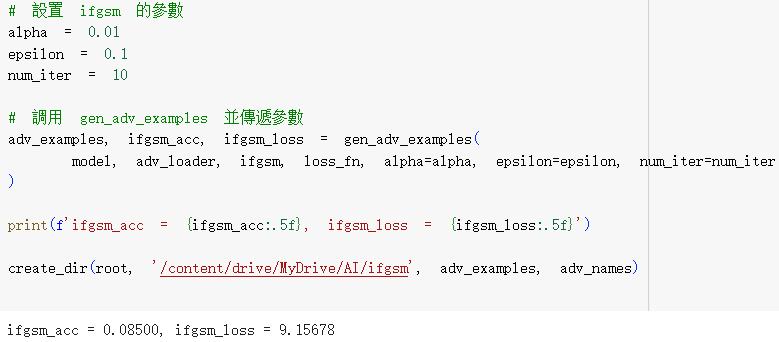 # 設置 ifgsm 的參數
alpha = 0.01
epsilon = 0.1
num_iter = 10
# 調用 gen_adv_examples 並傳遞參數
adv_examples, ifgsm_acc, ifgsm_loss = gen_adv_examples(
model, adv_loader, ifgsm, loss_fn, alpha=alpha, epsilon=epsilon, num_iter=num_iter
)
print(f'ifgsm_acc = {ifgsm_acc:.5f}, ifgsm_loss = {ifgsm_loss:.5f}')
create_dir(root, '/content/drive/MyDrive/AI/ifgsm', adv_examples, adv_names)
ifgsm_acc = 0.08500, ifgsm_loss = 9.15678